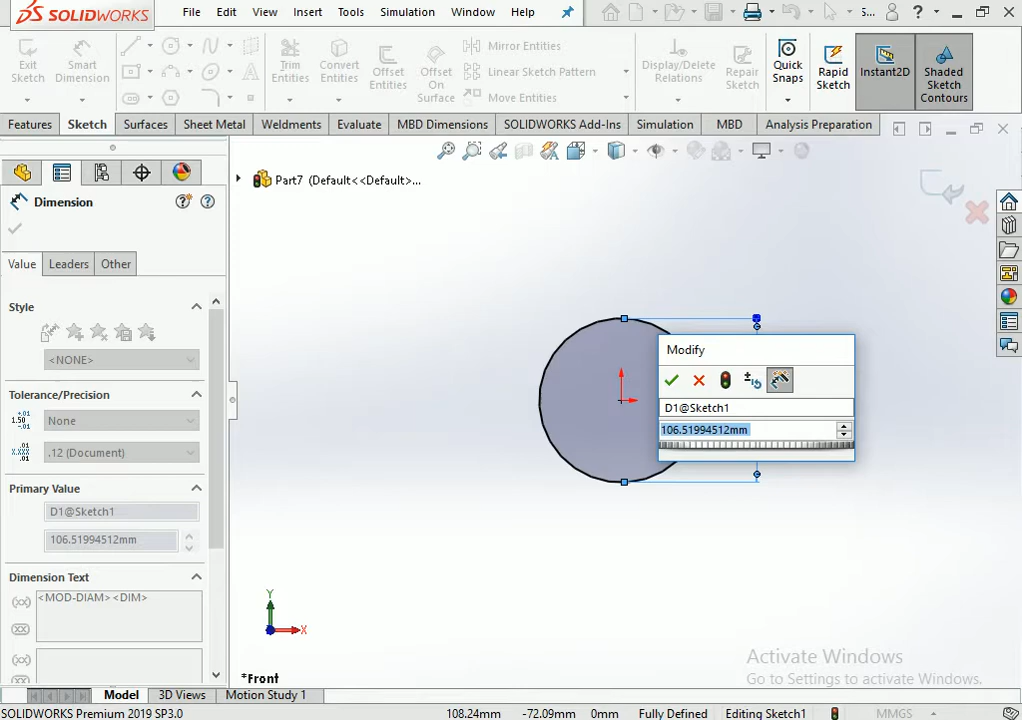 SOLIDWORKS
File Edit View Insert Tools Simulation Window Help
S...
Exit Sketch
Smart Dimension
Trim Entities
Convert Entities
Offset Entities
Offset On Surface
Mirror Entities
Linear Sketch Pattern
Move Entities
Display/Delete Relations
Repair Sketch
Quick Snaps
Rapid Sketch
Instant2D
Shaded Sketch Contours
Features Sketch Surfaces Sheet Metal Weldments Evaluate MBD Dimensions SOLIDWORKS Add-Ins Simulation MBD Analysis Preparation
Part7 (Default<<Default>...
Dimension
Value Leaders Other
Style
<NONE>
Tolerance/Precision
None
.12 (Document)
Primary Value
D1@Sketch1
106.51994512mm
Dimension Text
<MOD-DIAM><DIM>
Modify
D1@Sketch1
106.51994512mm
Y
X
*Front
Activate Windows
Go to Settings to activate Windows.
Model 3D Views Motion Study 1
SOLIDWORKS Premium 2019 SP3.0
108.24mm -72.09mm 0mm Fully Defined Editing Sketch1 MMGS